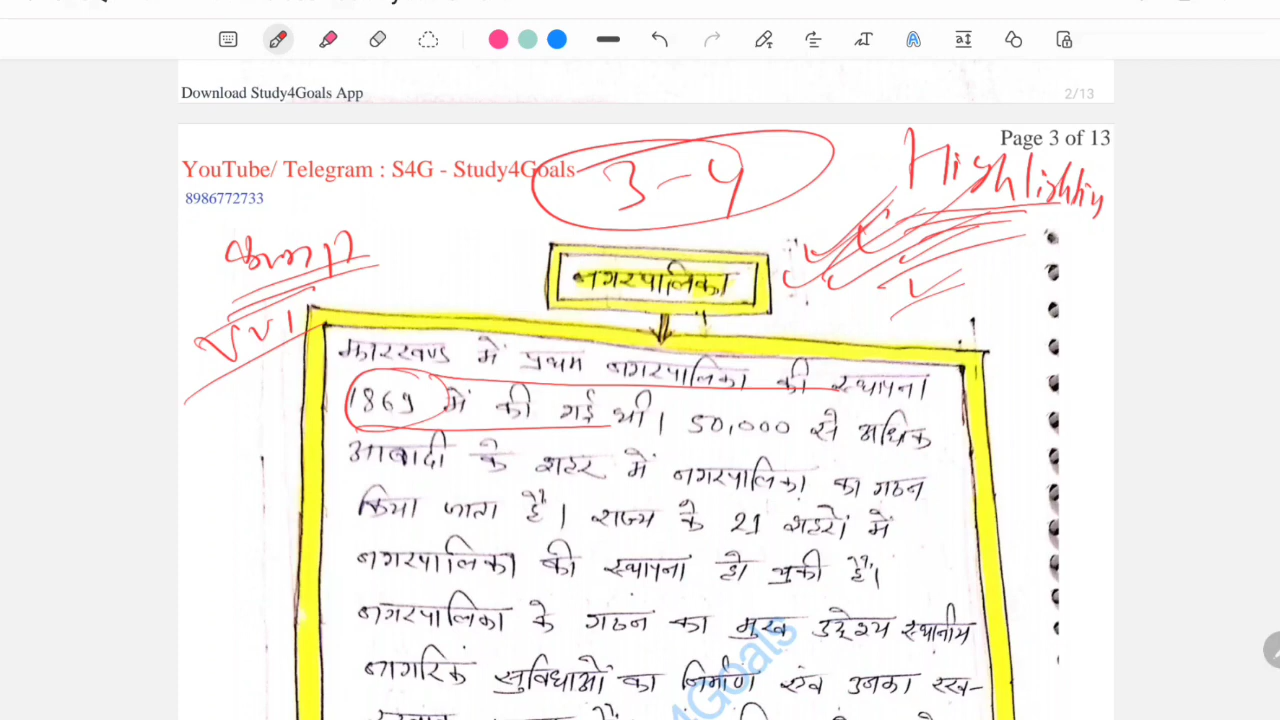 Download Study4Goals App
2/13
Page 3 of 13
YouTube/ Telegram : S4G - Study4Goals
8986772733
3-4
Highlighting
VVI
नगरपालिका
झारखण्ड में प्रथम नगरपालिका की स्थापना
1869 में की गई थी। 50,000 से अधिक
आबादी के शहर में नगरपालिका का गठन
किया जाता है। राज्य के 21 शहरों में
नगरपालिका की स्थापना हो चुकी है।
नगरपालिका के गठन का मुख्य उद्देश्य स्थानीय
नागरिक सुविधाओं का निर्माण एंव उनका रख-
4Goals